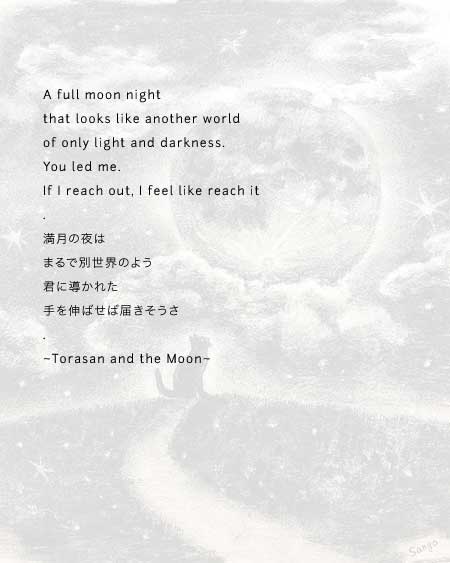 A full moon night
that looks like another world
of only light and darkness.
You led me.
If I reach out, I feel like reach it
.
満月の夜は
まるで別世界のよう
君に導かれた
手を伸ばせば届きそうさ
.
~Torasan and the Moon~
Sango